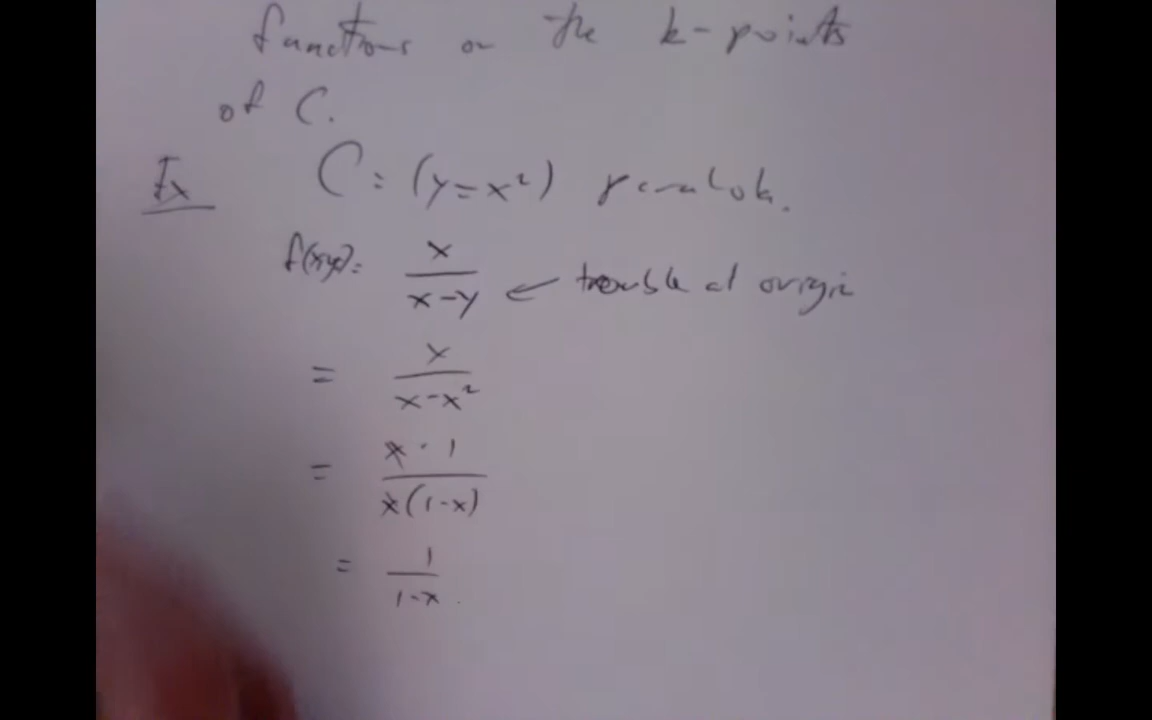 functions on the k-points
of C.
Ex C: (y=x²) parabola.
f(x,y)= x/(x-y) ← trouble at origin
= x/(x-x²)
= x·1/x(1-x)
= 1/(1-x).